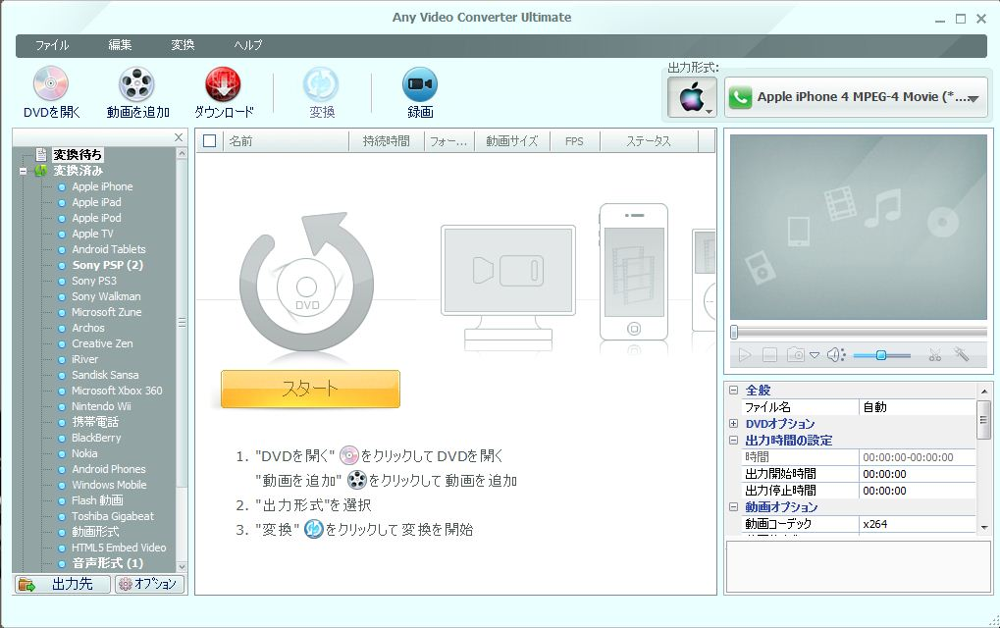 Any Video Converter Ultimate
ファイル 編集 変換 ヘルプ
DVDを開く 動画を追加 ダウンロード 変換 録画
出力形式:
Apple iPhone 4 MPEG-4 Movie (*...
変換待ち
変換済み
Apple iPhone
Apple iPad
Apple iPod
Apple TV
Android Tablets
Sony PSP (2)
Sony PS3
Sony Walkman
Microsoft Zune
Archos
Creative Zen
iRiver
Sandisk Sansa
Microsoft Xbox 360
Nintendo Wii
携帯電話
BlackBerry
Nokia
Android Phones
Windows Mobile
Flash 動画
Toshiba Gigabeat
動画形式
HTML5 Embed Video
音声形式 (1)
出力先 オプション
名前 持続時間 フォー... 動画サイズ FPS ステータス
DVD
スタート
1. "DVDを開く" をクリックして DVDを開く
"動画を追加" をクリックして 動画を追加
2. "出力形式"を選択
3. "変換" をクリックして 変換を開始
全般
ファイル名 自動
DVDオプション
出力時間の設定
時間 00:00:00-00:00:00
出力開始時間 00:00:00
出力停止時間 00:00:00
動画オプション
動画コーデック x264